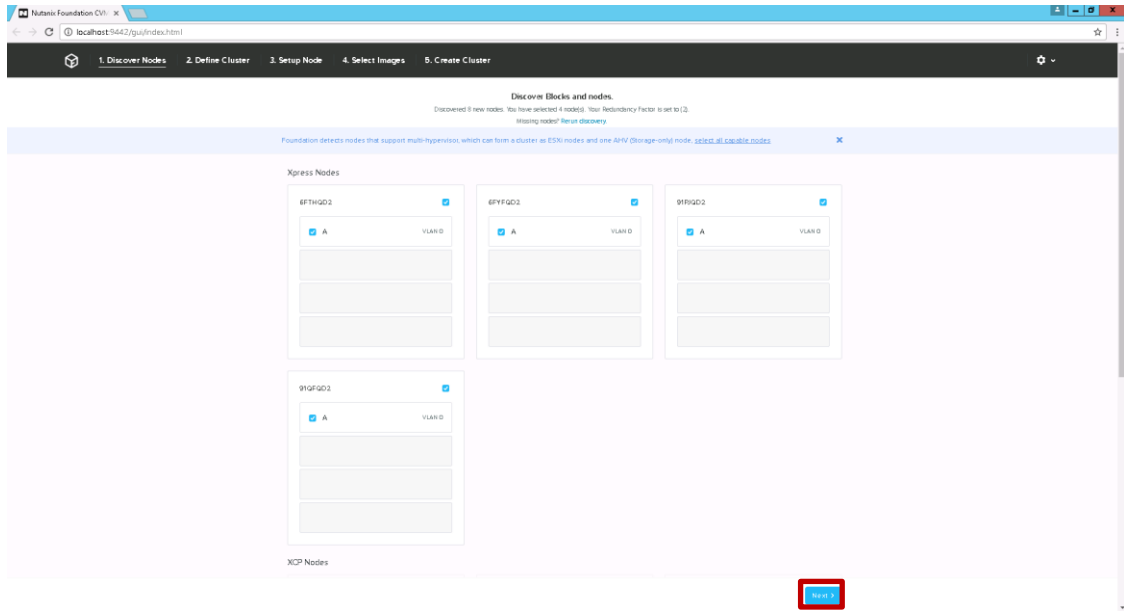 Nutanix Foundation CVM
localhost:9442/gui/index.html
1. Discover Nodes 2. Define Cluster 3. Setup Node 4. Select Images 5. Create Cluster
Discover Blocks and nodes.
Discovered 8 new nodes. You have selected 4 node(s). Your Redundancy Factor is set to (2).
Missing nodes? Rerun discovery
Foundation detects nodes that support multi-hypervisor, which can form a cluster as ESXi nodes and one AHV (Storage-only) node, select all capable nodes
Xpress Nodes
6FTHQD2 6FYFQD2 91RJQD2
A VLAN 0 A VLAN 0 A VLAN 0
91QFQD2
A VLAN 0
XCP Nodes
Next >